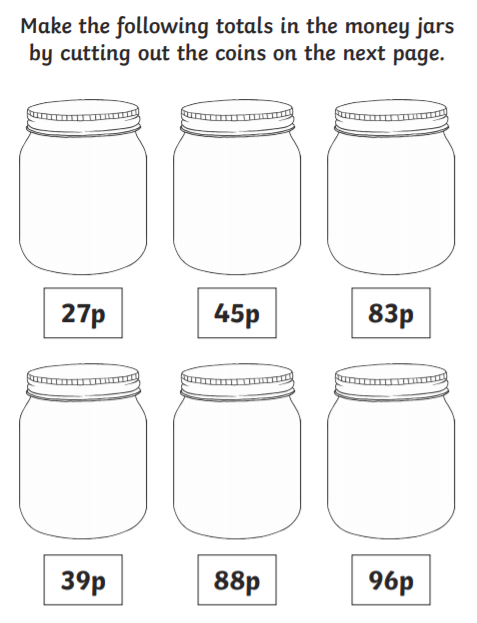 Make the following totals in the money jars
by cutting out the coins on the next page.
27p 45p 83p
39p 88p 96p